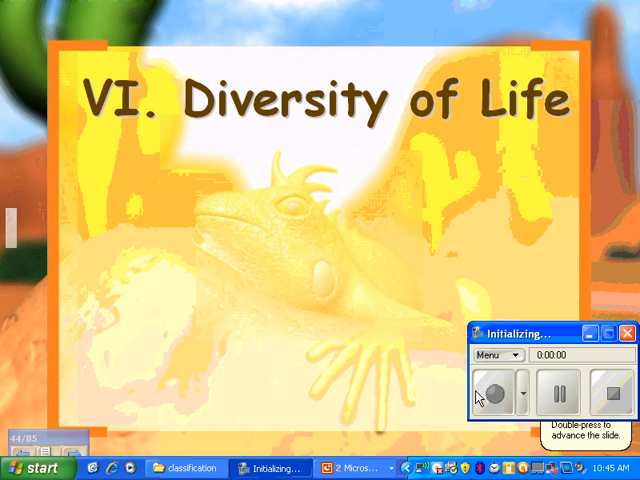 VI. Diversity of Life
Initializing...
Menu
0:00:00
Double-press to
advance the slide.
44/85
start
classification
Initializing...
2 Micros...
10:45 AM